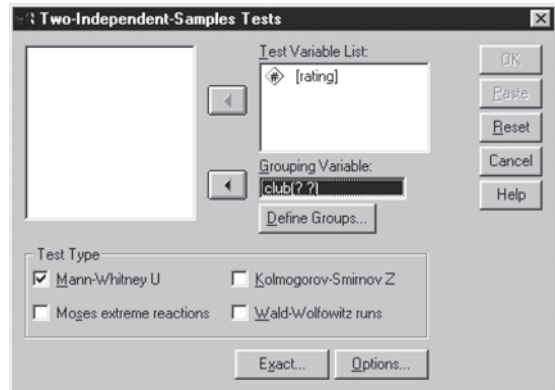 Two-Independent-Samples Tests
Test Variable List:
# [rating]
Grouping Variable:
club(? ?)
Define Groups...
OK
Paste
Reset
Cancel
Help
Test Type
Mann-Whitney U
Kolmogorov-Smirnov Z
Moses extreme reactions
Wald-Wolfowitz runs
Exact...
Options...